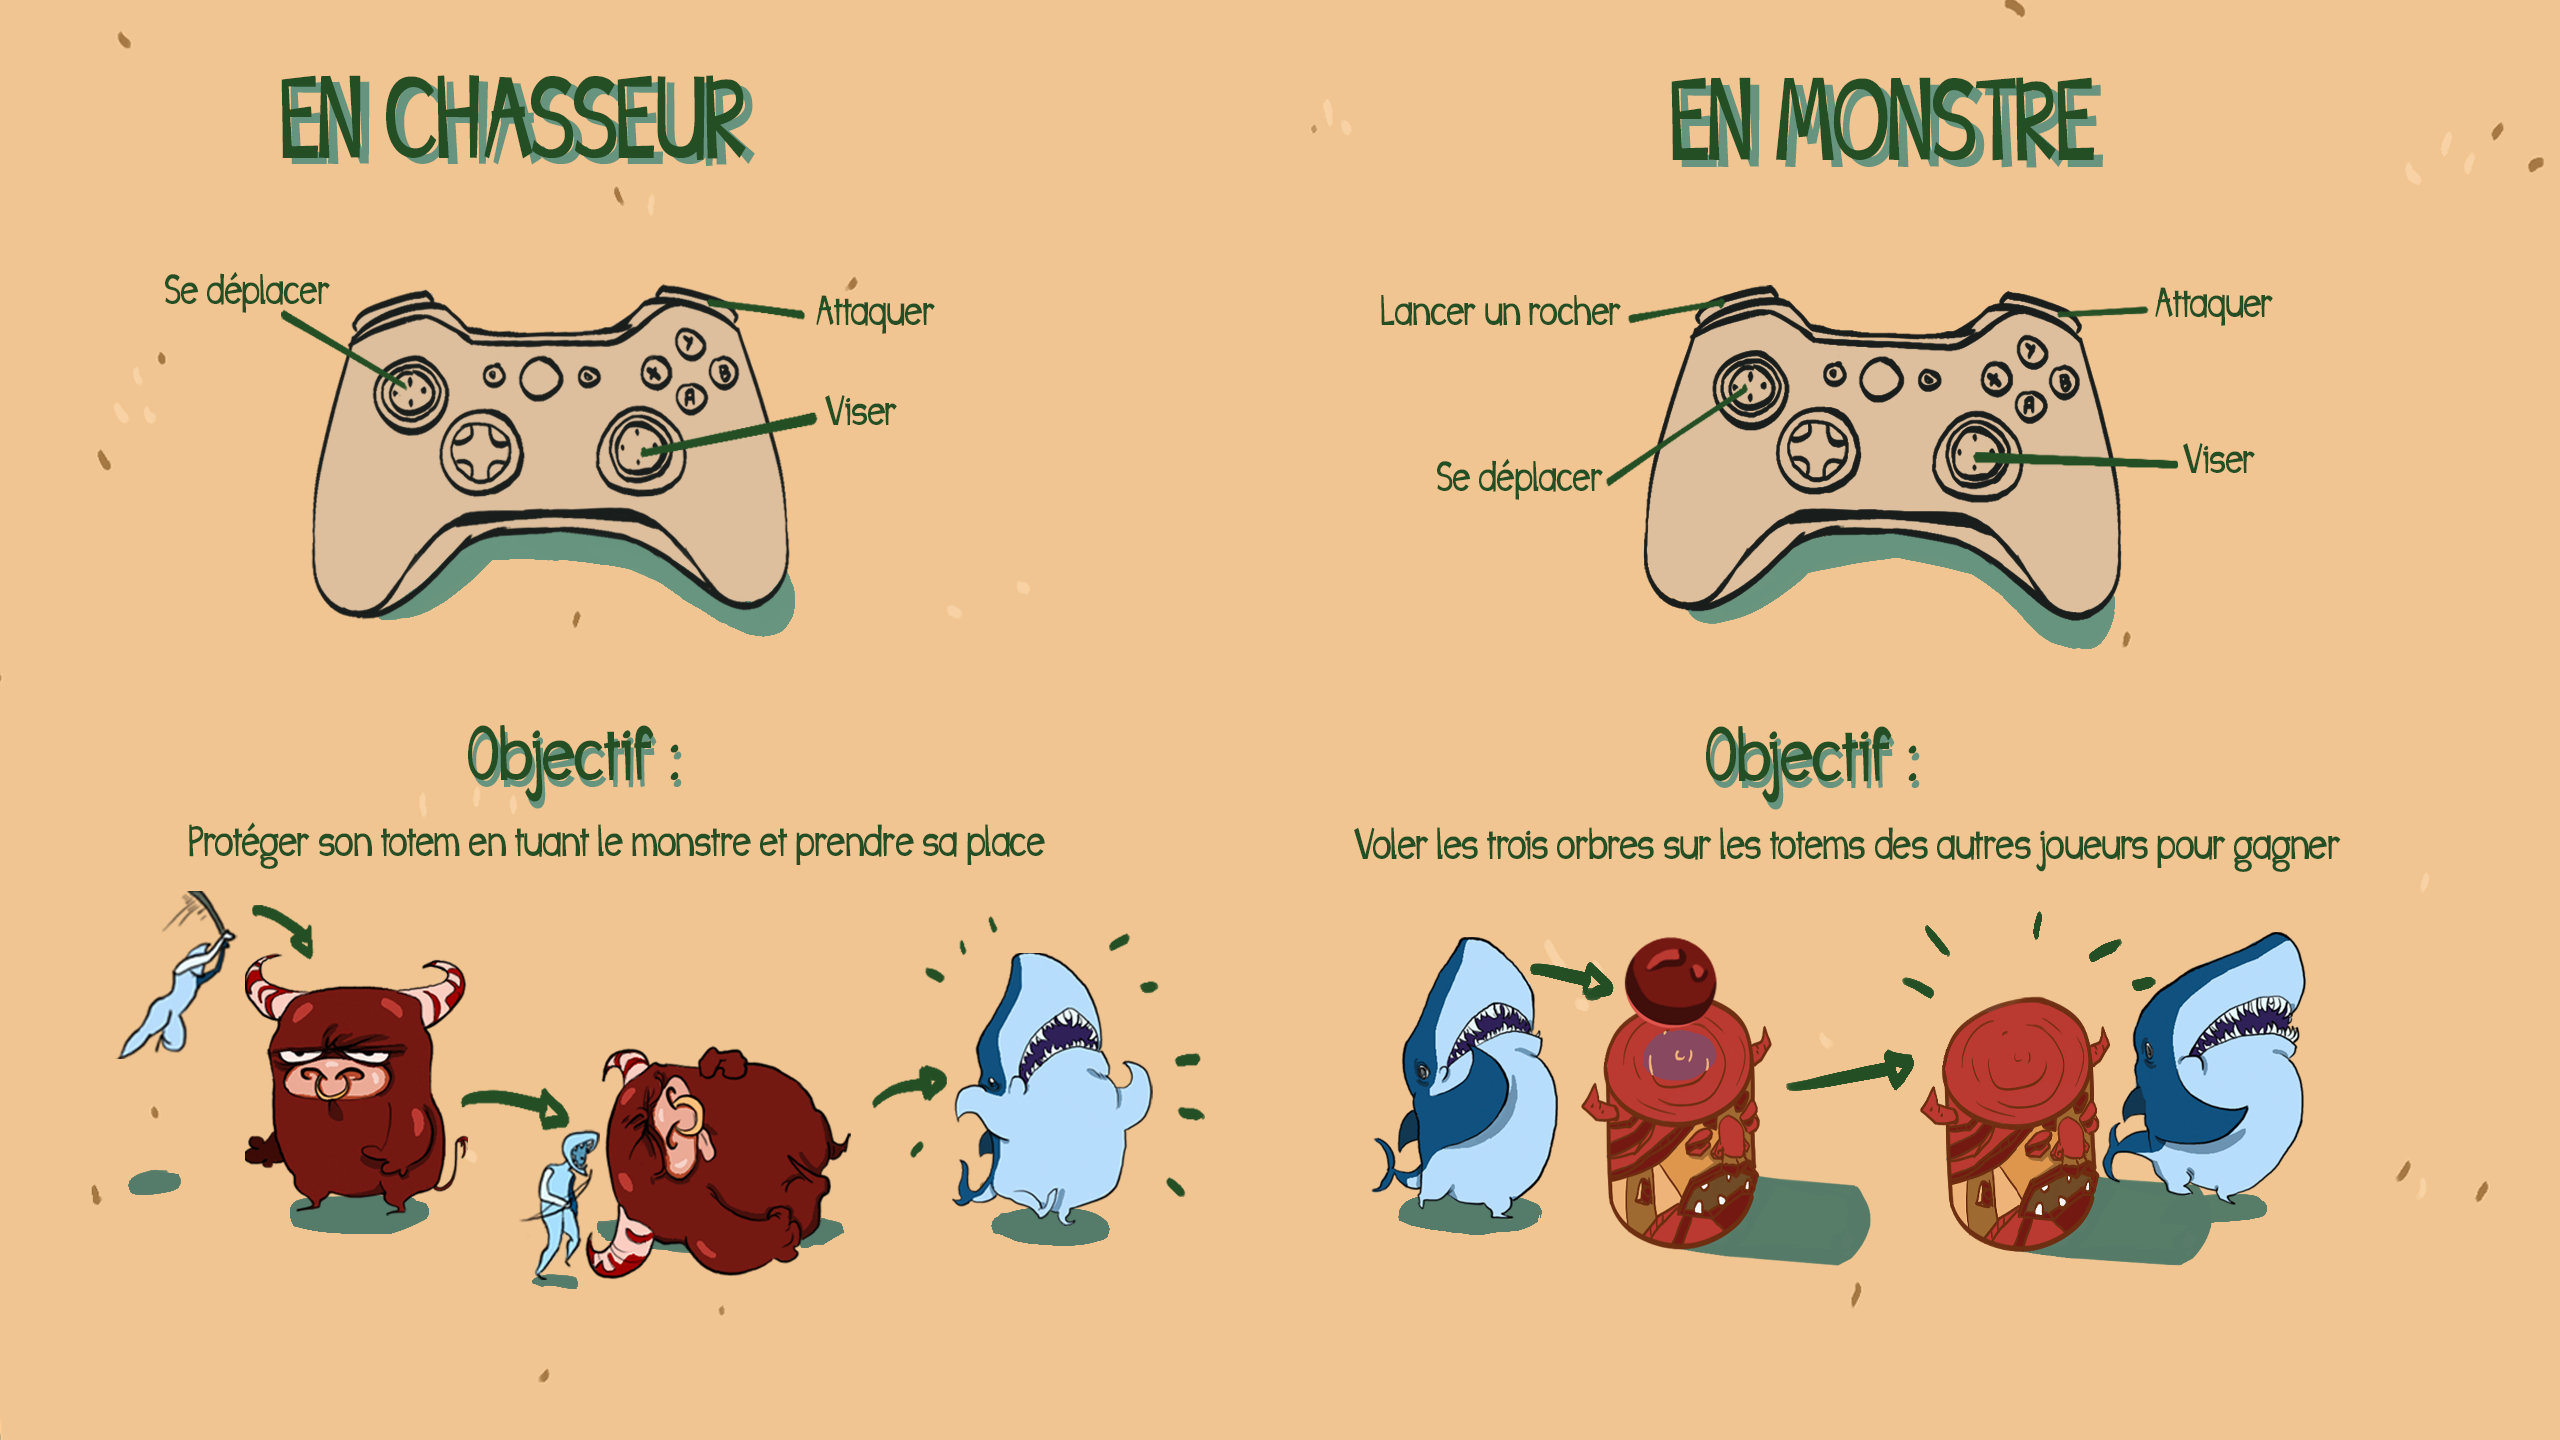 EN CHASSEUR
Se déplacer
Attaquer
Viser
Y
X
B
A
Objectif :
Protéger son totem en tuant le monstre et prendre sa place
EN MONSTRE
Lancer un rocher
Attaquer
Se déplacer
Viser
Y
X
B
A
Objectif :
Voler les trois orbres sur les totems des autres joueurs pour gagner